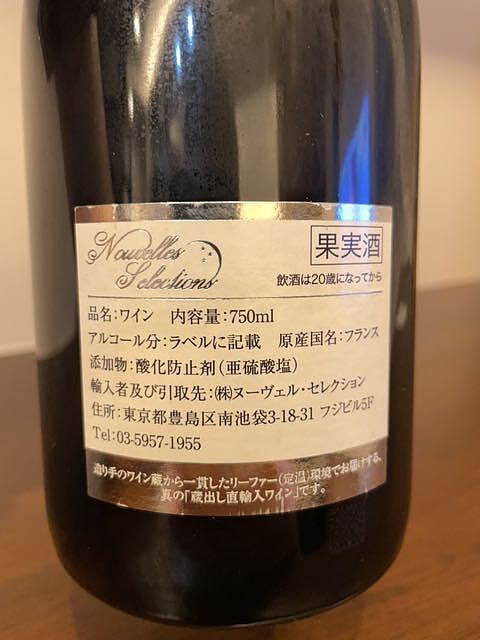 Nouvelles
Selections
果実酒
飲酒は20歳になってから
品名:ワイン 内容量:750ml
アルコール分:ラベルに記載 原産国名:フランス
添加物:酸化防止剤(亜硫酸塩)
輸入者及び引取先:㈱ヌーヴェル・セレクション
住所:東京都豊島区南池袋3-18-31 フジビル5F
Tel:03-5957-1955
造り手のワイン蔵から一貫したリーファー(定温)環境でお届けする、
真の「蔵出し直輸入ワイン」です。